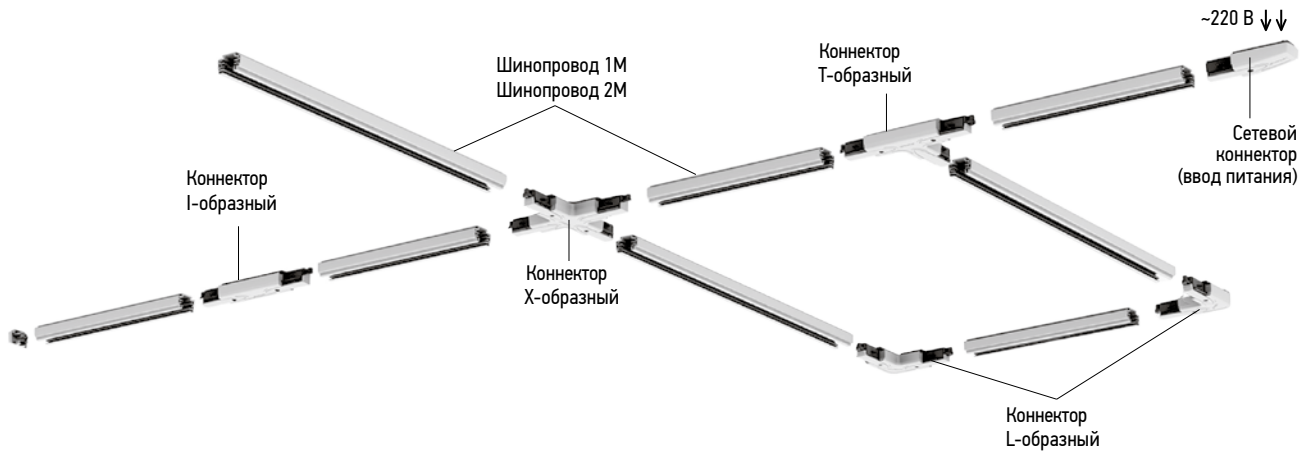 ~220 В
Коннектор
Т-образный
Шинопровод 1М
Шинопровод 2М
Сетевой
коннектор
(ввод питания)
Коннектор
I-образный
Коннектор
Х-образный
Коннектор
L-образный